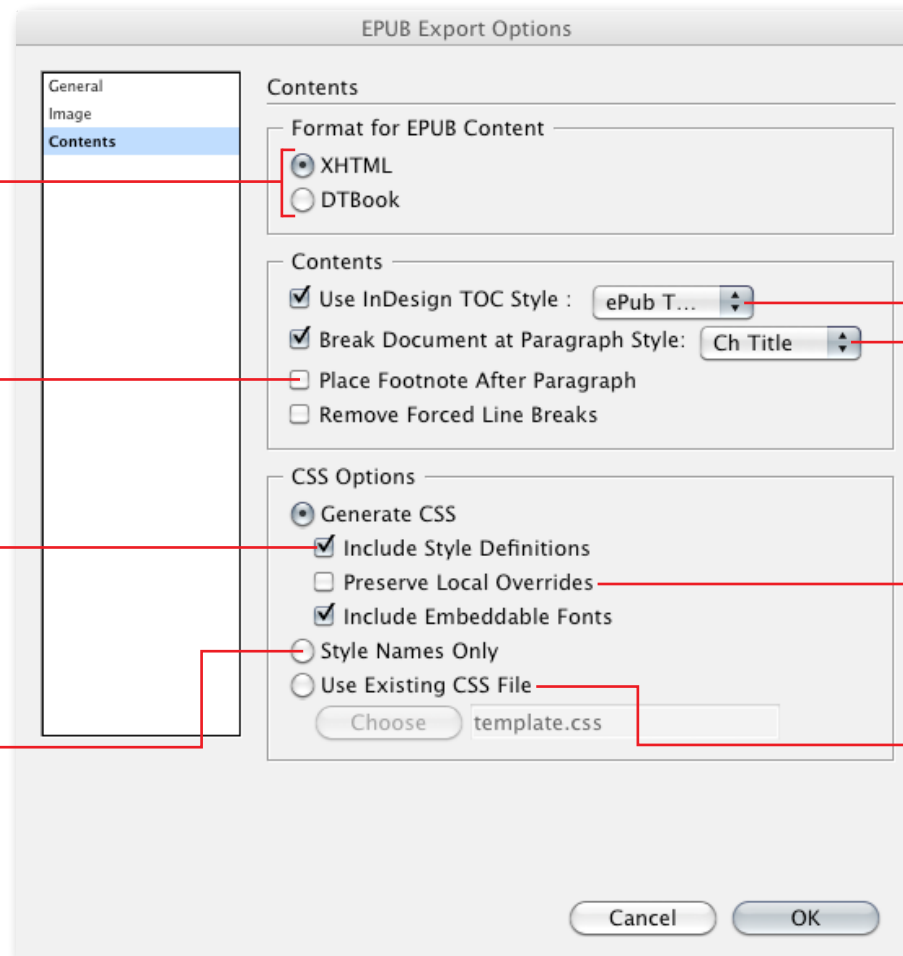 EPUB Export Options
General
Image
Contents
Contents
Format for EPUB Content
XHTML
DTBook
Contents
Use InDesign TOC Style : ePub T...
Break Document at Paragraph Style: Ch Title
Place Footnote After Paragraph
Remove Forced Line Breaks
CSS Options
Generate CSS
Include Style Definitions
Preserve Local Overrides
Include Embeddable Fonts
Style Names Only
Use Existing CSS File
Choose template.css
Cancel OK